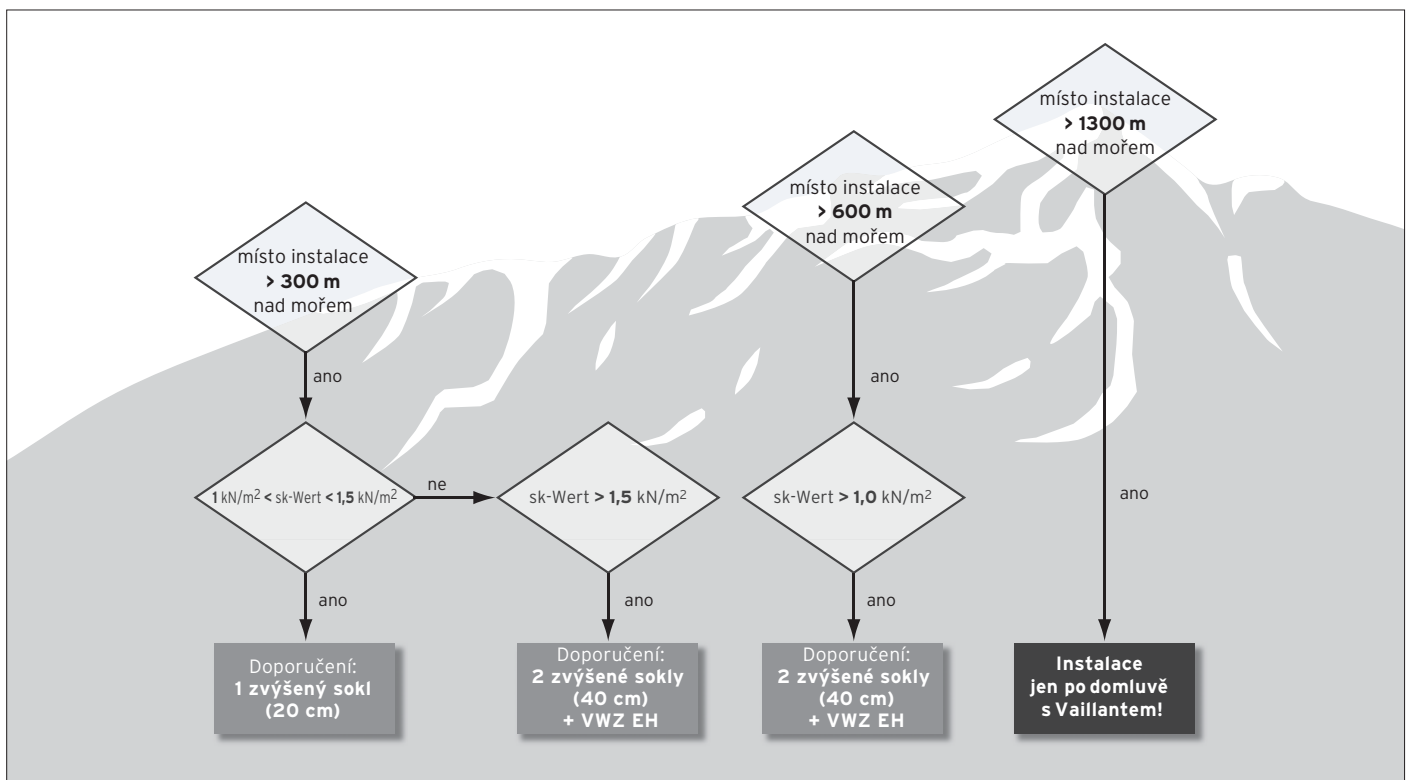 místo instalace
> 300 m
nad mořem
ano
1 kN/m² < sk-Wert < 1,5 kN/m²
ano
Doporučení:
1 zvýšený sokl
(20 cm)
ne
sk-Wert > 1,5 kN/m²
ano
Doporučení:
2 zvýšené sokly
(40 cm)
+ VWZ EH
místo instalace
> 600 m
nad mořem
ano
sk-Wert > 1,0 kN/m²
ano
Doporučení:
2 zvýšené sokly
(40 cm)
+ VWZ EH
místo instalace
> 1300 m
nad mořem
ano
Instalace
jen po domluvě
s Vaillantem!